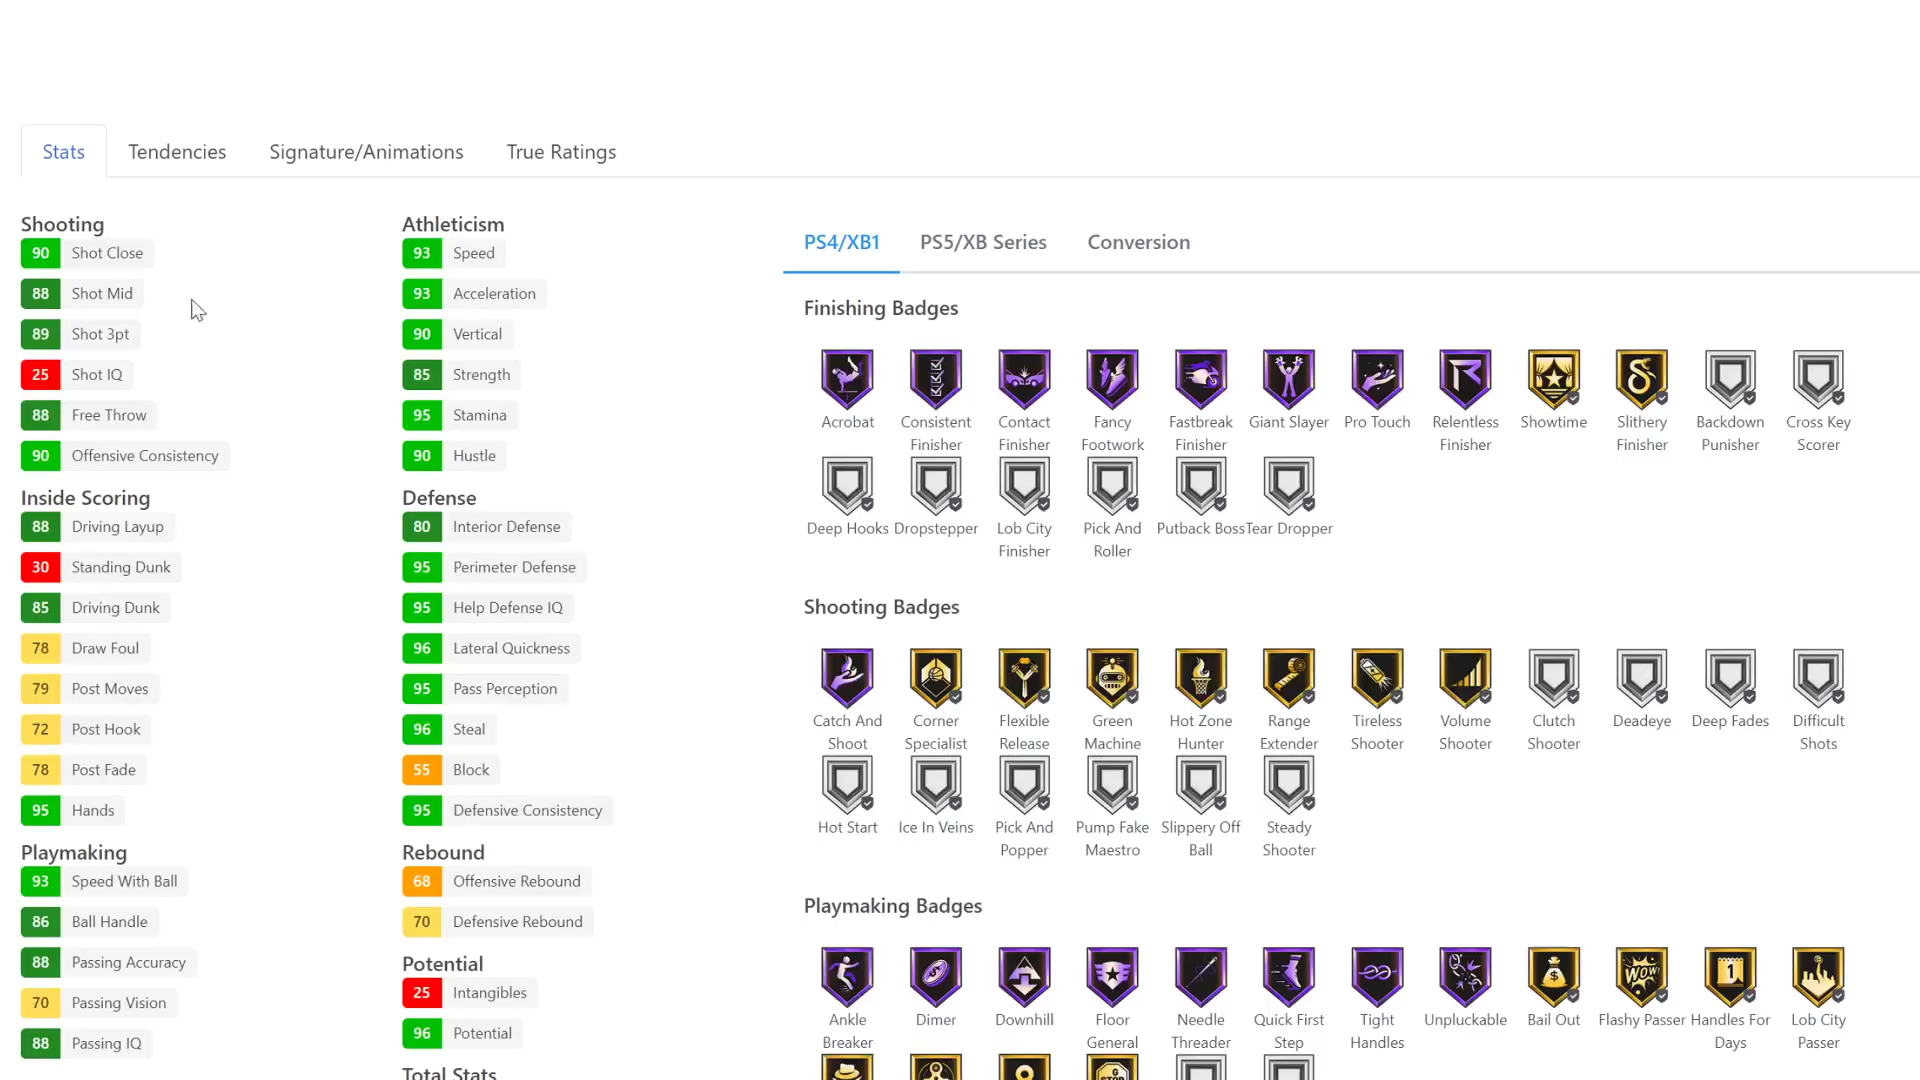 Stats Tendencies Signature/Animations True Ratings
Shooting
90 Shot Close
88 Shot Mid
89 Shot 3pt
25 Shot IQ
88 Free Throw
90 Offensive Consistency
Inside Scoring
88 Driving Layup
30 Standing Dunk
85 Driving Dunk
78 Draw Foul
79 Post Moves
72 Post Hook
78 Post Fade
95 Hands
Playmaking
93 Speed With Ball
86 Ball Handle
88 Passing Accuracy
70 Passing Vision
88 Passing IQ
Athleticism
93 Speed
93 Acceleration
90 Vertical
85 Strength
95 Stamina
90 Hustle
Defense
80 Interior Defense
95 Perimeter Defense
95 Help Defense IQ
96 Lateral Quickness
95 Pass Perception
96 Steal
55 Block
95 Defensive Consistency
Rebound
68 Offensive Rebound
70 Defensive Rebound
Potential
25 Intangibles
96 Potential
Total Stats
PS4/XB1 PS5/XB Series Conversion
Finishing Badges
Acrobat Consistent Contact Fancy Fastbreak Giant Slayer Pro Touch Relentless Showtime Slithery Backdown Cross Key
Finisher Finisher Footwork Finisher Finisher Finisher Punisher Scorer
Deep Hooks Dropstepper Lob City Pick And Putback Boss Tear Dropper
Finisher Roller
Shooting Badges
Catch And Corner Flexible Green Hot Zone Range Tireless Volume Clutch Deadeye Deep Fades Difficult
Shoot Specialist Release Machine Hunter Extender Shooter Shooter Shooter Shots
Hot Start Ice In Veins Pick And Pump Fake Slippery Off Steady
Popper Maestro Ball Shooter
Playmaking Badges
WOW! 1
Ankle Dimer Downhill Floor Needle Quick First Tight Unpluckable Bail Out Flashy Passer Handles For Lob City
Breaker General Threader Step Handles Days Passer